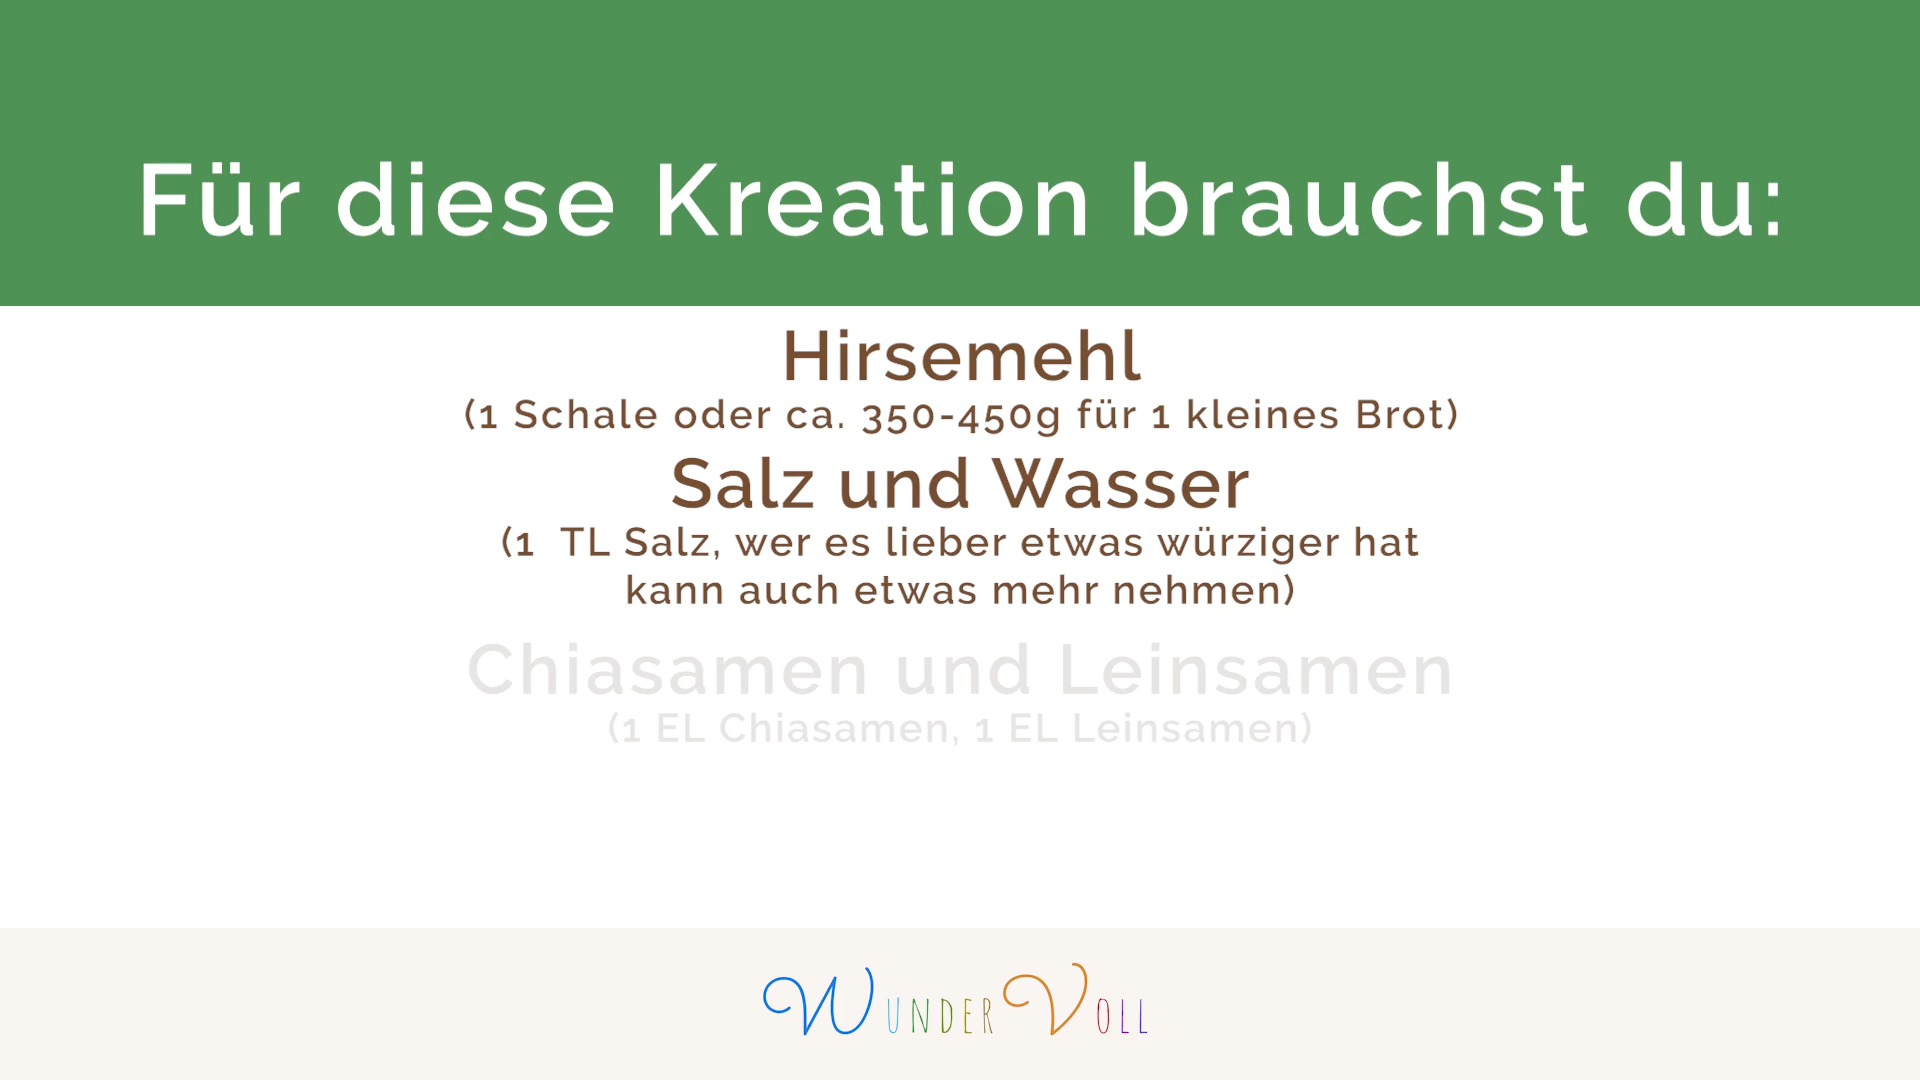 Für diese Kreation brauchst du:
Hirsemehl
(1 Schale oder ca. 350-450g für 1 kleines Brot)
Salz und Wasser
(1  TL Salz, wer es lieber etwas würziger hat
kann auch etwas mehr nehmen)
Chiasamen und Leinsamen
(1 EL Chiasamen, 1 EL Leinsamen)
WUNDERVOLL